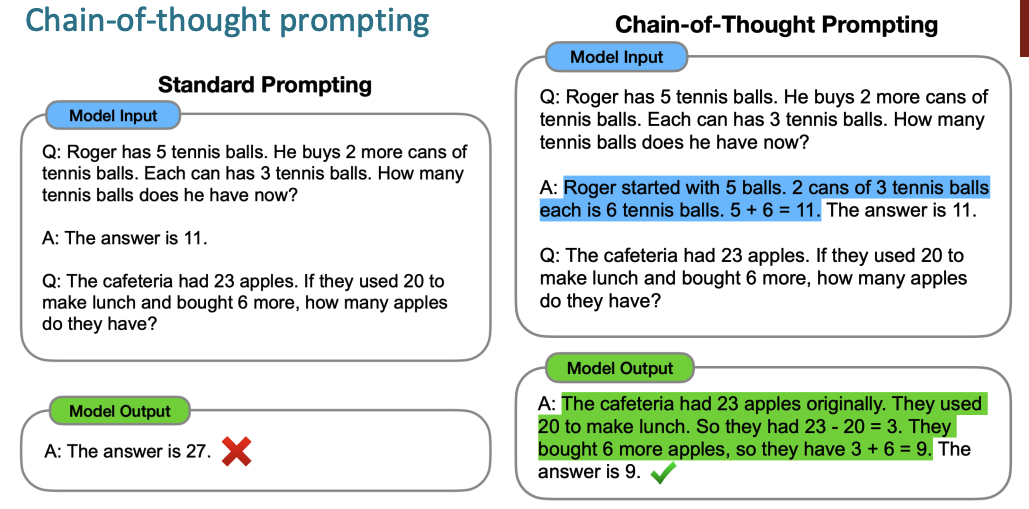 Chain-of-thought prompting
Standard Prompting
Model Input
Q: Roger has 5 tennis balls. He buys 2 more cans of
tennis balls. Each can has 3 tennis balls. How many
tennis balls does he have now?
A: The answer is 11.
Q: The cafeteria had 23 apples. If they used 20 to
make lunch and bought 6 more, how many apples
do they have?
Model Output
A: The answer is 27.
Chain-of-Thought Prompting
Model Input
Q: Roger has 5 tennis balls. He buys 2 more cans of
tennis balls. Each can has 3 tennis balls. How many
tennis balls does he have now?
A: Roger started with 5 balls. 2 cans of 3 tennis balls
each is 6 tennis balls. 5 + 6 = 11. The answer is 11.
Q: The cafeteria had 23 apples. If they used 20 to
make lunch and bought 6 more, how many apples
do they have?
Model Output
A: The cafeteria had 23 apples originally. They used
20 to make lunch. So they had 23 - 20 = 3. They
bought 6 more apples, so they have 3 + 6 = 9. The
answer is 9.